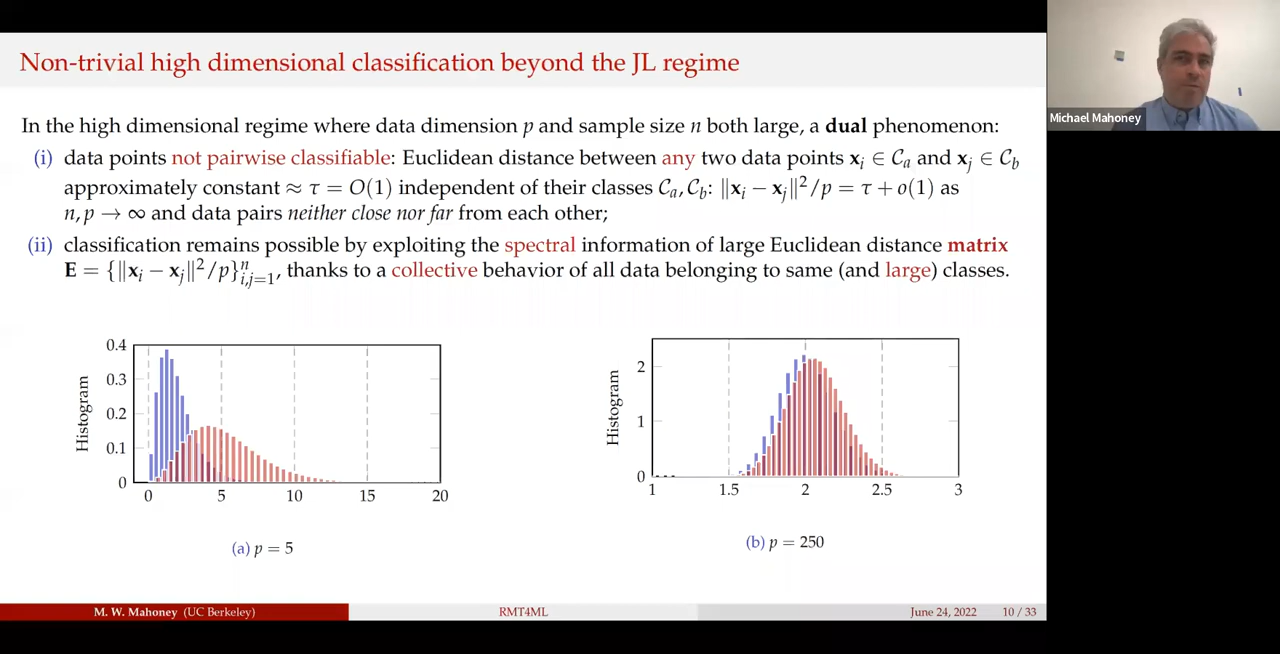 Non-trivial high dimensional classification beyond the JL regime
Michael Mahoney
In the high dimensional regime where data dimension p and sample size n both large, a dual phenomenon:
(i) data points not pairwise classifiable: Euclidean distance between any two data points xᵢ ∈ 𝒞ₐ and xⱼ ∈ 𝒞_b
approximately constant ≈ τ = O(1) independent of their classes 𝒞ₐ, 𝒞_b: ‖xᵢ − xⱼ‖²/p = τ + o(1) as
n, p → ∞ and data pairs neither close nor far from each other;
(ii) classification remains possible by exploiting the spectral information of large Euclidean distance matrix
E = {‖xᵢ − xⱼ‖²/p}ⁿᵢ,ⱼ₌₁, thanks to a collective behavior of all data belonging to same (and large) classes.
0.4
0.3
0.2
0.1
0
Histogram
0 5 10 15 20
(a) p = 5
2
1
0
Histogram
1 1.5 2 2.5 3
(b) p = 250
M. W. Mahoney (UC Berkeley) RMT4ML June 24, 2022 10 / 33